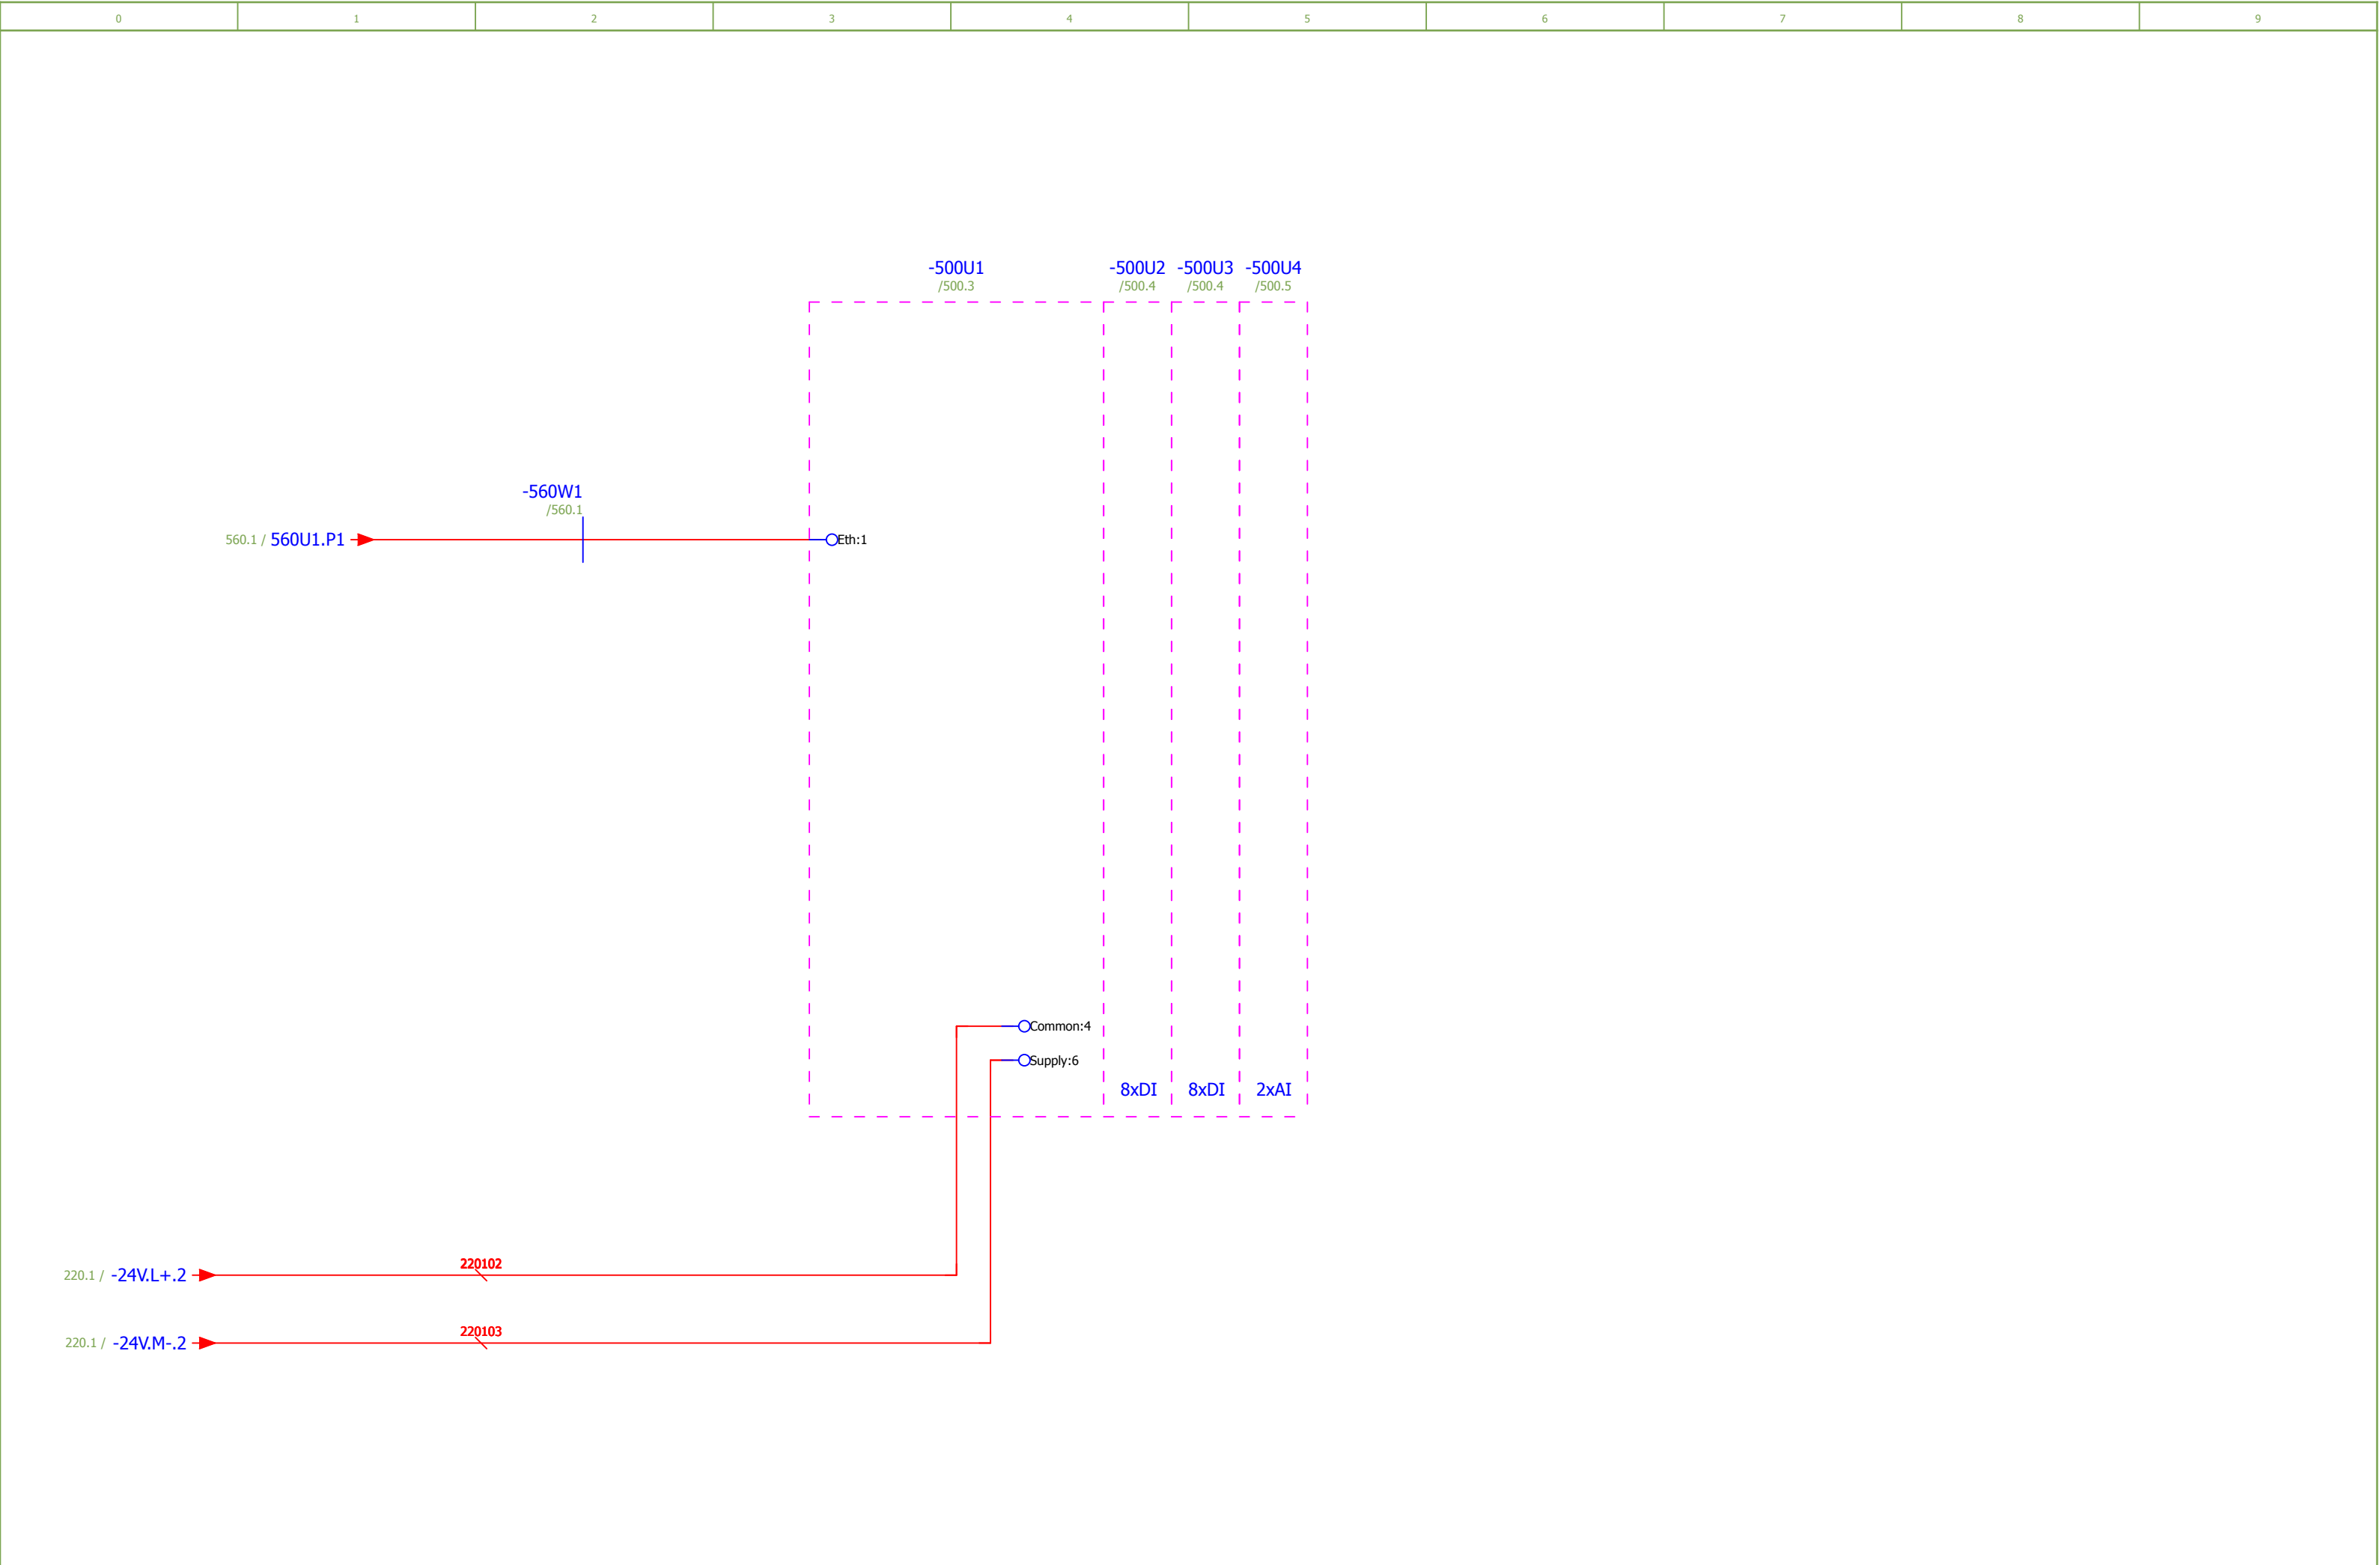 0 1 2 3 4 5 6 7 8 9
-500U1 -500U2 -500U3 -500U4
/500.3 /500.4 /500.4 /500.5
-560W1
/560.1
560.1 / 560U1.P1 Eth:1
Common:4
Supply:6
8xDI 8xDI 2xAI
220102
220.1 / -24V.L+.2
220103
220.1 / -24V.M-.2